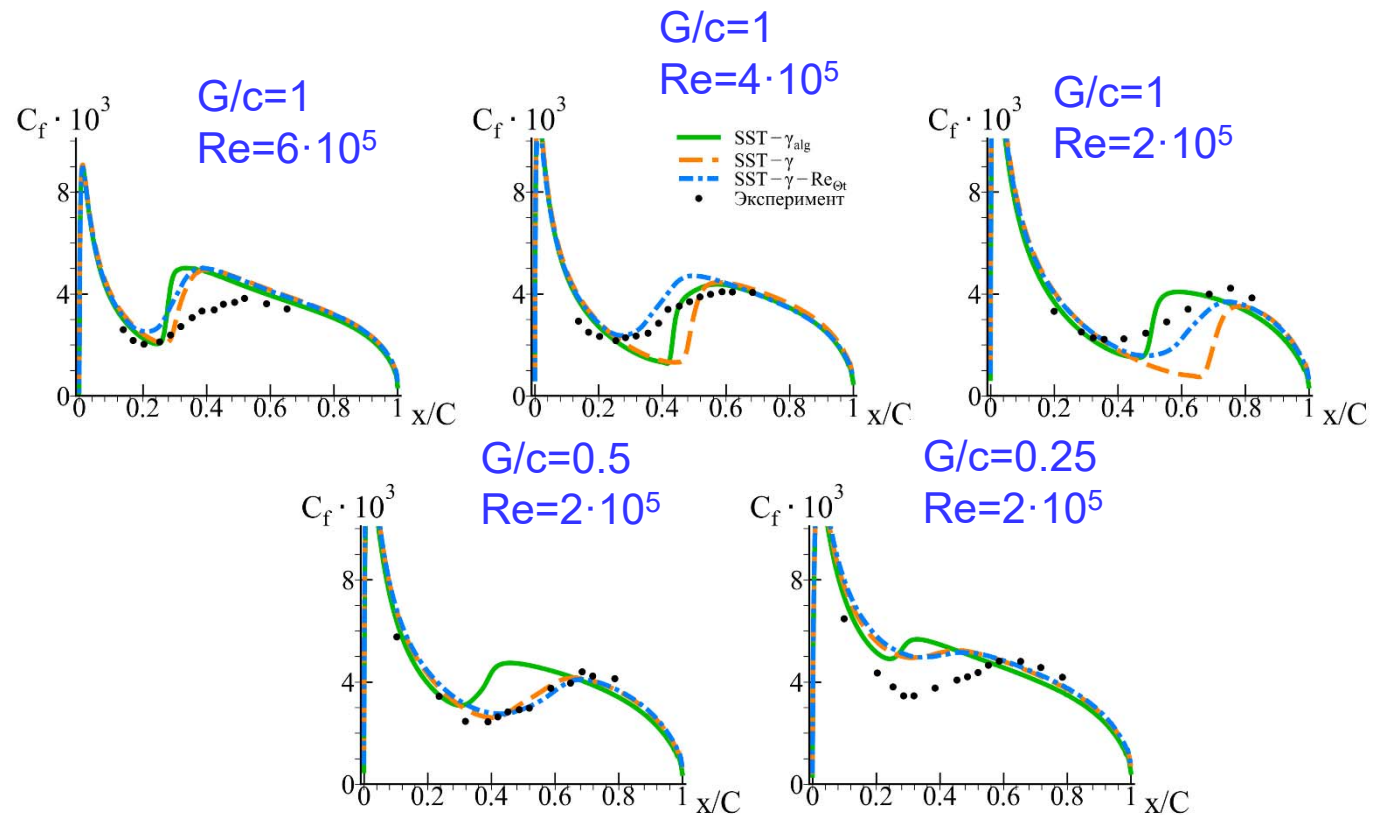 G/c=1
Re=6·10⁵
C_f · 10³
8
4
0
0 0.2 0.4 0.6 0.8 1
x/C
G/c=1
Re=4·10⁵
C_f · 10³
SST−γ_alg
SST−γ
SST−γ−Re_Θt
Эксперимент
8
4
0
0 0.2 0.4 0.6 0.8 1
x/C
G/c=1
Re=2·10⁵
C_f · 10³
8
4
0
0 0.2 0.4 0.6 0.8 1
x/C
G/c=0.5
Re=2·10⁵
C_f · 10³
8
4
0
0 0.2 0.4 0.6 0.8 1
x/C
G/c=0.25
Re=2·10⁵
C_f · 10³
8
4
0
0 0.2 0.4 0.6 0.8 1
x/C